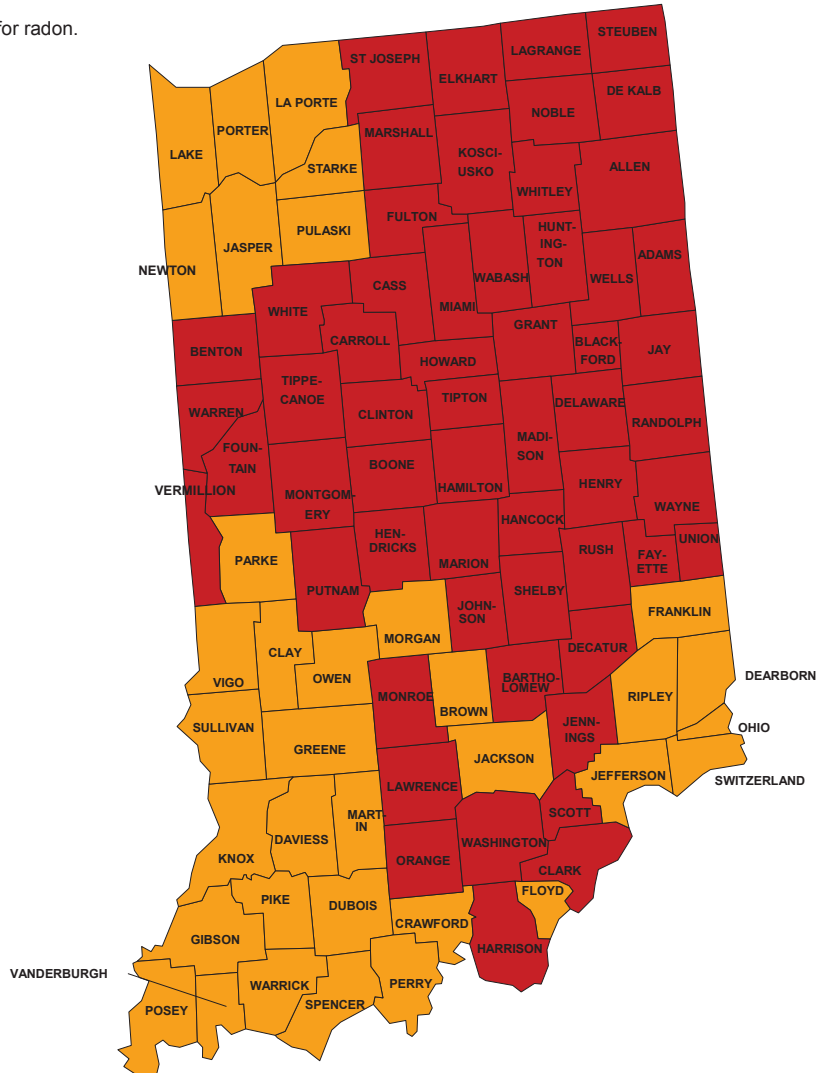 for radon.
STEUBEN
LAGRANGE
ST JOSEPH
ELKHART
DE KALB
LA PORTE
NOBLE
PORTER
MARSHALL
LAKE
KOSCI-
USKO
STARKE
ALLEN
WHITLEY
FULTON
PULASKI
HUNT-
ING-
TON
JASPER
NEWTON
ADAMS
WABASH
WELLS
CASS
MIAMI
WHITE
GRANT
CARROLL
BLACK-
FORD
BENTON
JAY
HOWARD
TIPPE-
CANOE
TIPTON
DELAWARE
WARREN
CLINTON
RANDOLPH
MADI-
SON
FOUN-
TAIN
BOONE
HENRY
VERMILLION
HAMILTON
MONTGOM-
ERY
WAYNE
HANCOCK
HEN-
DRICKS
UNION
RUSH
FAY-
ETTE
PARKE
MARION
PUTNAM
SHELBY
JOHN-
SON
FRANKLIN
MORGAN
DECATUR
CLAY
OWEN
DEARBORN
VIGO
BARTHO-
LOMEW
MONROE
RIPLEY
BROWN
SULLIVAN
JENN-
INGS
OHIO
GREENE
JACKSON
JEFFERSON
SWITZERLAND
LAWRENCE
MART-
IN
SCOTT
DAVIESS
WASHINGTON
KNOX
ORANGE
CLARK
FLOYD
PIKE
DUBOIS
CRAWFORD
GIBSON
HARRISON
VANDERBURGH
WARRICK
PERRY
SPENCER
POSEY